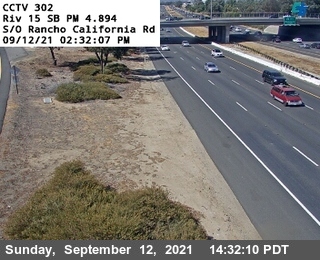 CCTV 302
Riv 15 SB PM 4.894
S/O Rancho California Rd
09/12/21 02:32:07 PM
Sunday, September 12, 2021 14:32:10 PDT